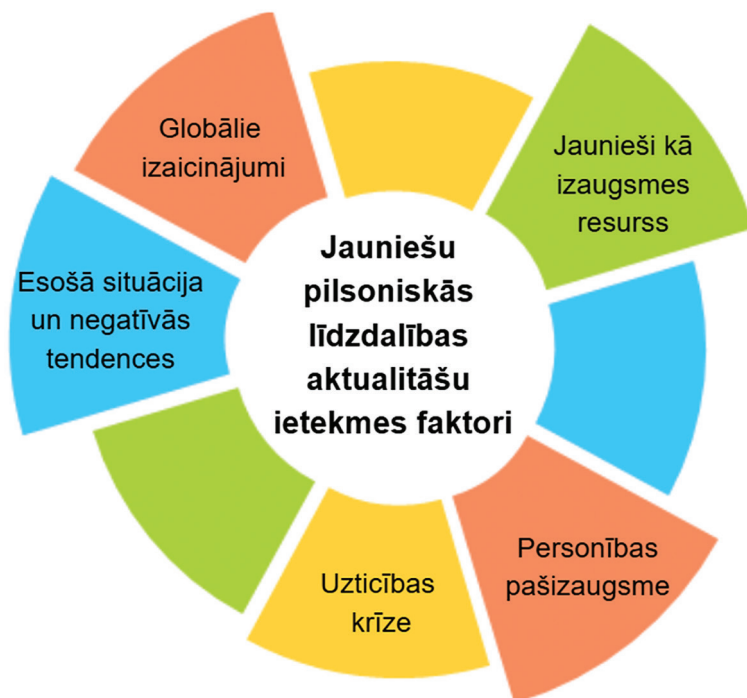 Globālie
izaicinājumi
Jaunieši kā
izaugsmes
resurss
Esošā situācija
un negatīvās
tendences
Jauniešu
pilsoniskās
līdzdalības
aktualitāšu
ietekmes faktori
Personības
pašizaugsme
Uzticības
krīze